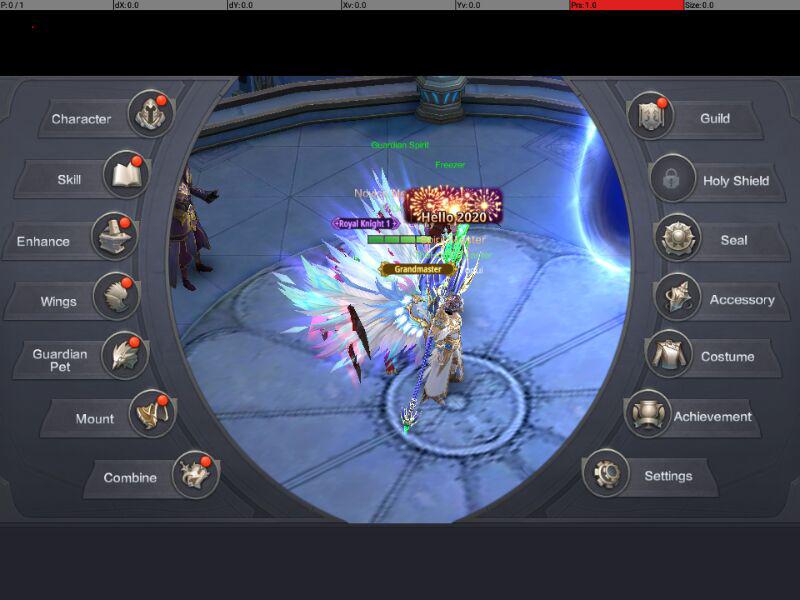 P: 0 / 1 dX: 0.0 dY: 0.0 Xv: 0.0 Yv: 0.0 Prs: 1.0 Size: 0.0
Character
Skill
Enhance
Wings
Guardian
Pet
Mount
Combine
Guardian Spirit
Freezer
Hello 2020
Royal Knight 1
Grandmaster
Guild
Holy Shield
Seal
Accessory
Costume
Achievement
Settings